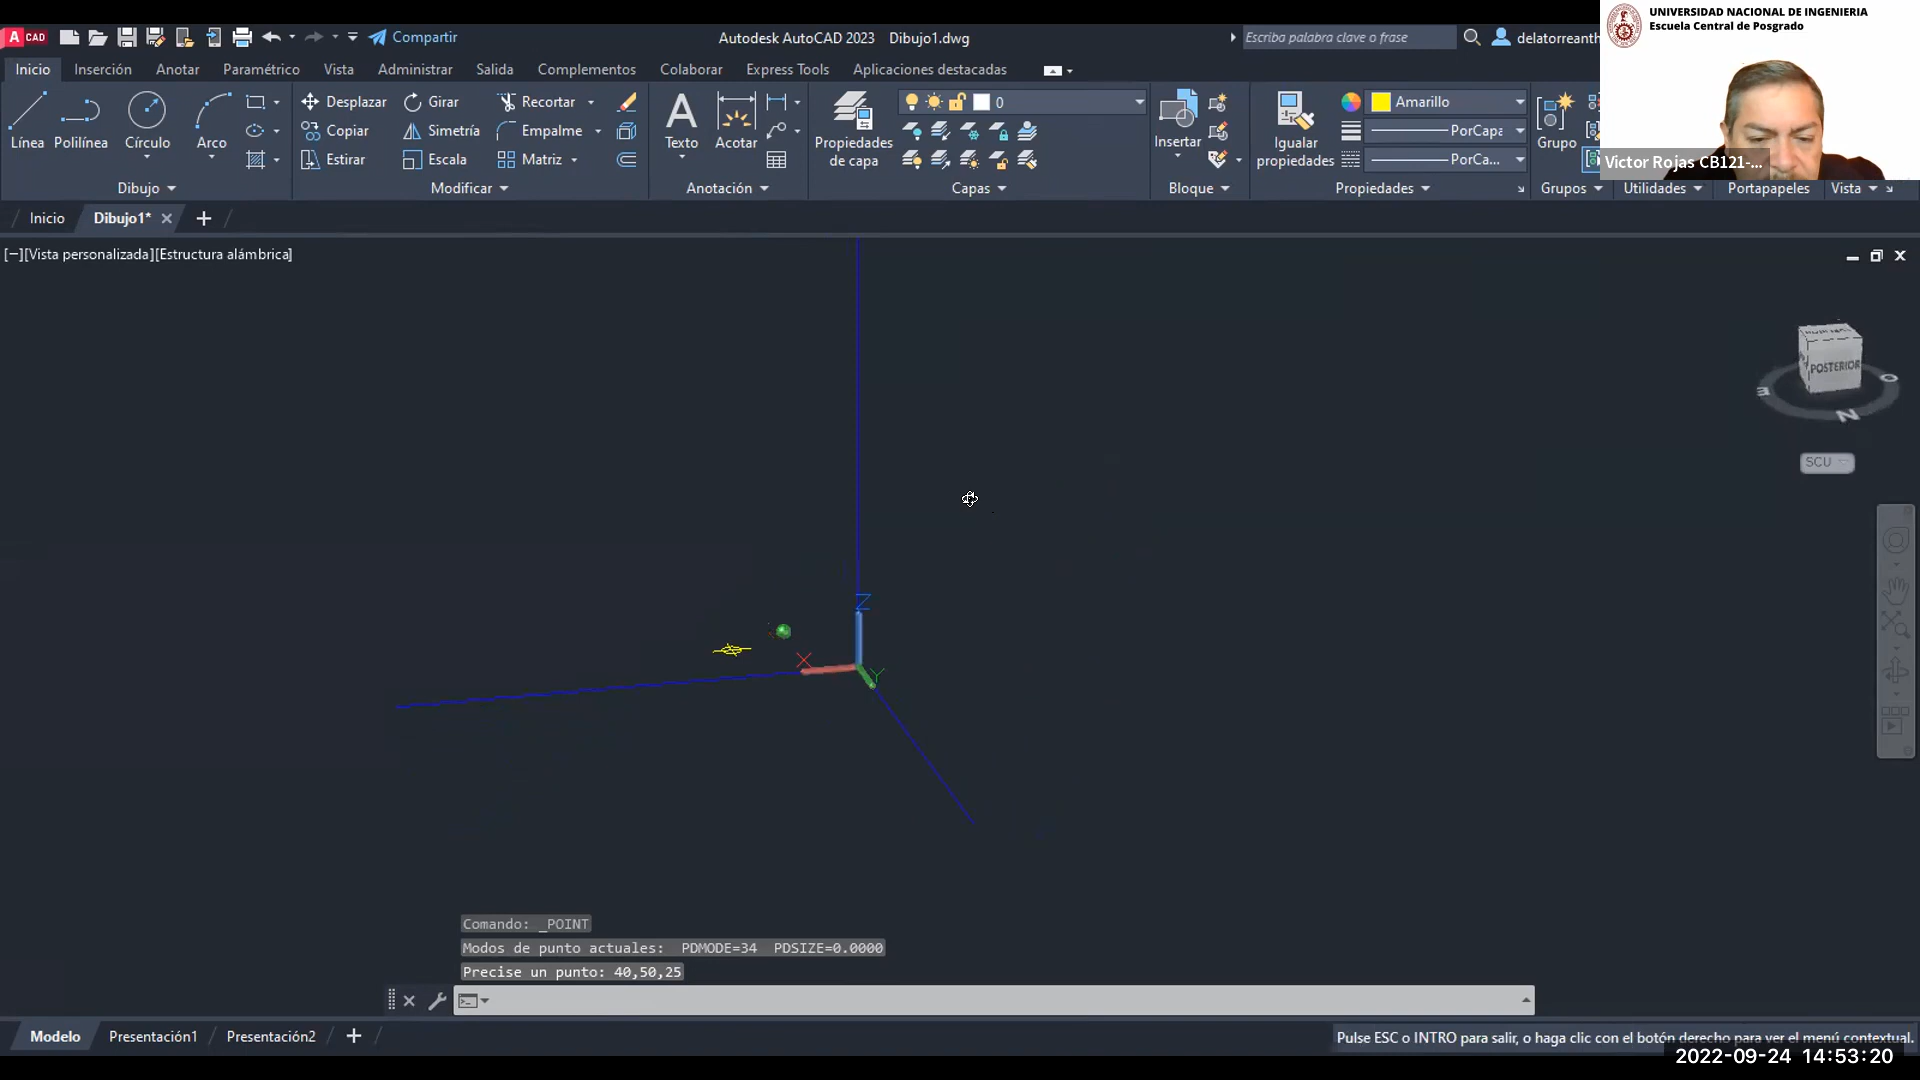 UNIVERSIDAD NACIONAL DE INGENIERIA
Escuela Central de Posgrado
Victor Rojas CB121-...
A CAD
Compartir
Autodesk AutoCAD 2023 Dibujo1.dwg
Escriba palabra clave o frase
delatorreanth
Inicio Inserción Anotar Paramétrico Vista Administrar Salida Complementos Colaborar Express Tools Aplicaciones destacadas
Línea Polilínea Círculo Arco
Desplazar Girar Recortar
Copiar Simetría Empalme
Estirar Escala Matriz
Texto Acotar
Propiedades de capa
0
Insertar
Igualar propiedades
Amarillo
PorCapa
PorCa...
Grupo
Dibujo Modificar Anotación Capas Bloque Propiedades Grupos Utilidades Portapapeles Vista
Inicio Dibujo1* +
[−][Vista personalizada][Estructura alámbrica]
POSTERIOR
E N O
SCU
Z
X
Y
Comando: _POINT
Modos de punto actuales: PDMODE=34 PDSIZE=0.0000
Precise un punto: 40,50,25
Modelo Presentación1 Presentación2 +
Pulse ESC o INTRO para salir, o haga clic con el botón derecho para ver el menú contextual.
2022-09-24 14:53:20